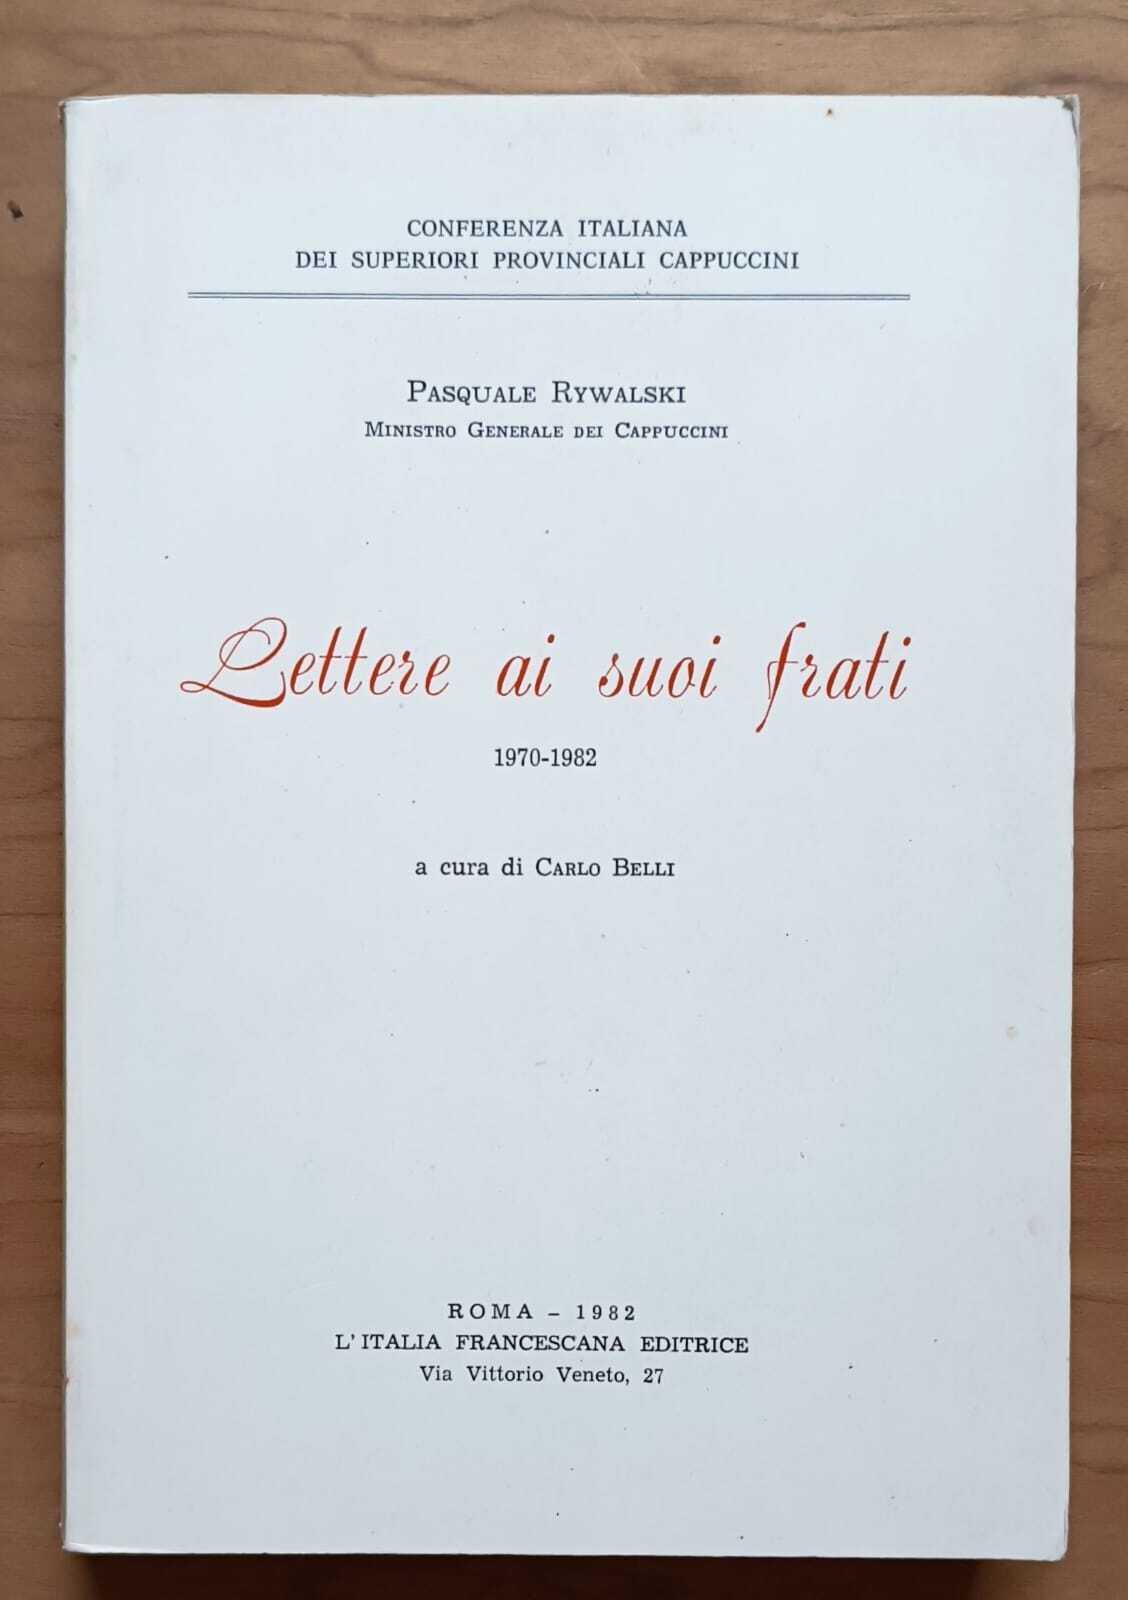 CONFERENZA ITALIANA
DEI SUPERIORI PROVINCIALI CAPPUCCINI
PASQUALE RYWALSKI
MINISTRO GENERALE DEI CAPPUCCINI
Lettere ai suoi frati
1970-1982
a cura di CARLO BELLI
ROMA – 1982
L'ITALIA FRANCESCANA EDITRICE
Via Vittorio Veneto, 27